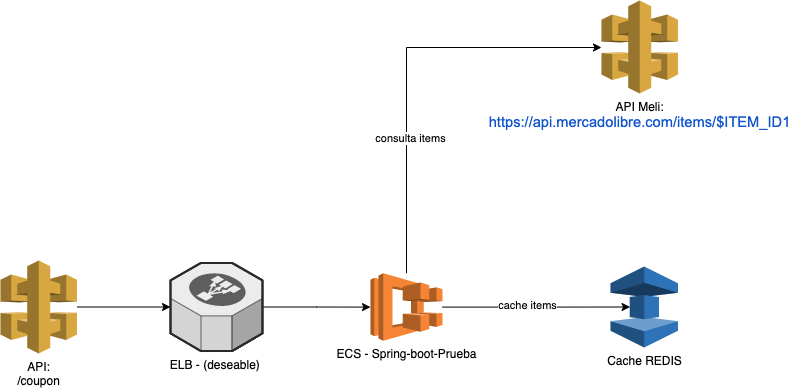 API Meli:
https://api.mercadolibre.com/items/$ITEM_ID1
consulta items
cache items
API:
/coupon
ELB - (deseable)
ECS - Spring-boot-Prueba
Cache REDIS